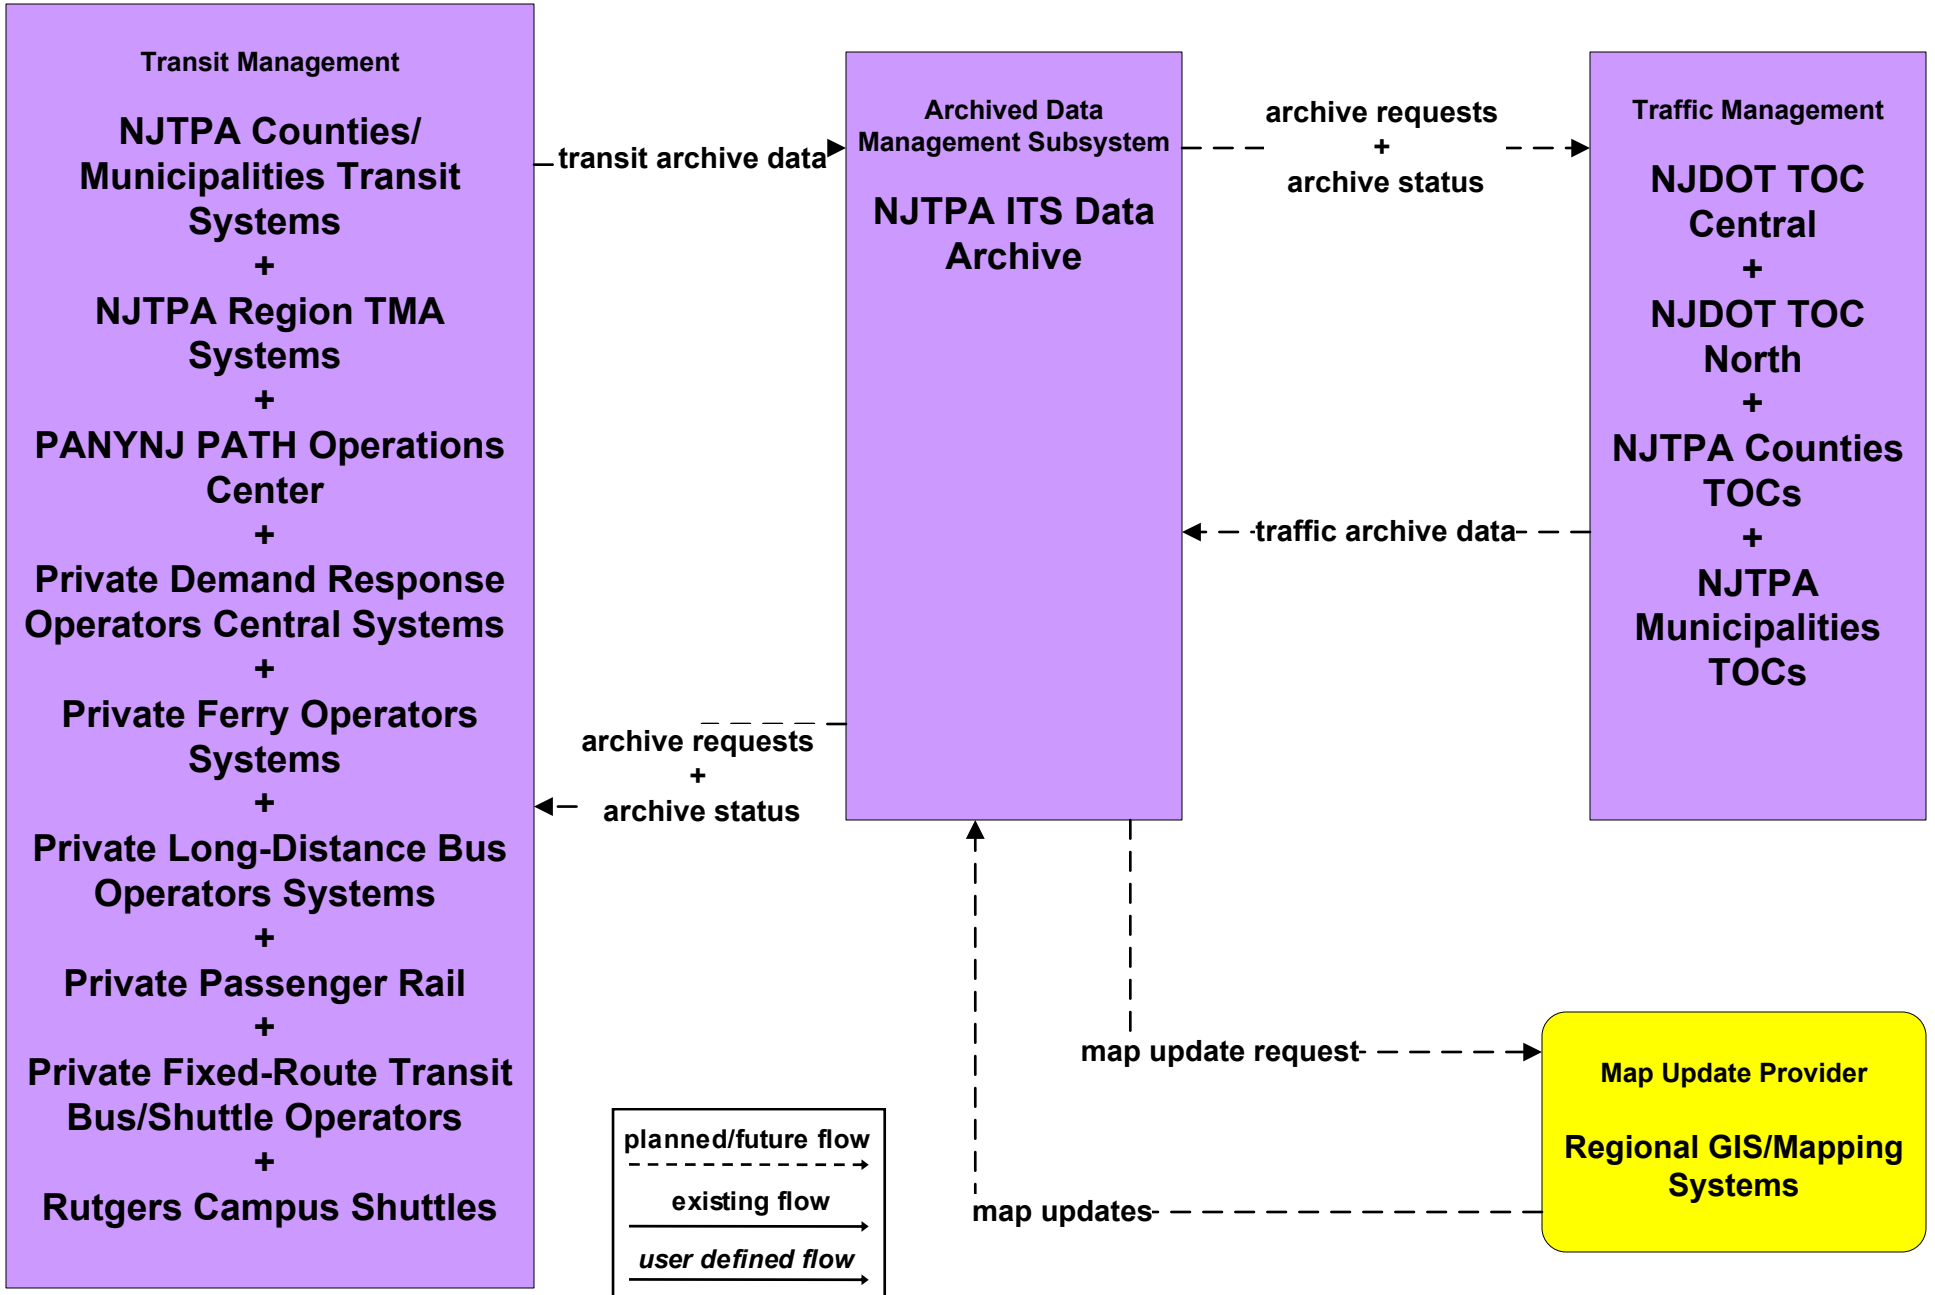 Transit Management
NJTPA Counties/
Municipalities Transit
Systems
+
NJTPA Region TMA
Systems
+
PANYNJ PATH Operations
Center
+
Private Demand Response
Operators Central Systems
+
Private Ferry Operators
Systems
+
Private Long-Distance Bus
Operators Systems
+
Private Passenger Rail
+
Private Fixed-Route Transit
Bus/Shuttle Operators
+
Rutgers Campus Shuttles
transit archive data
archive requests
+
archive status
Archived Data
Management Subsystem
NJTPA ITS Data
Archive
archive requests
+
archive status
traffic archive data
Traffic Management
NJDOT TOC
Central
+
NJDOT TOC
North
+
NJTPA Counties
TOCs
+
NJTPA
Municipalities
TOCs
map update request
map updates
Map Update Provider
Regional GIS/Mapping
Systems
planned/future flow
existing flow
user defined flow